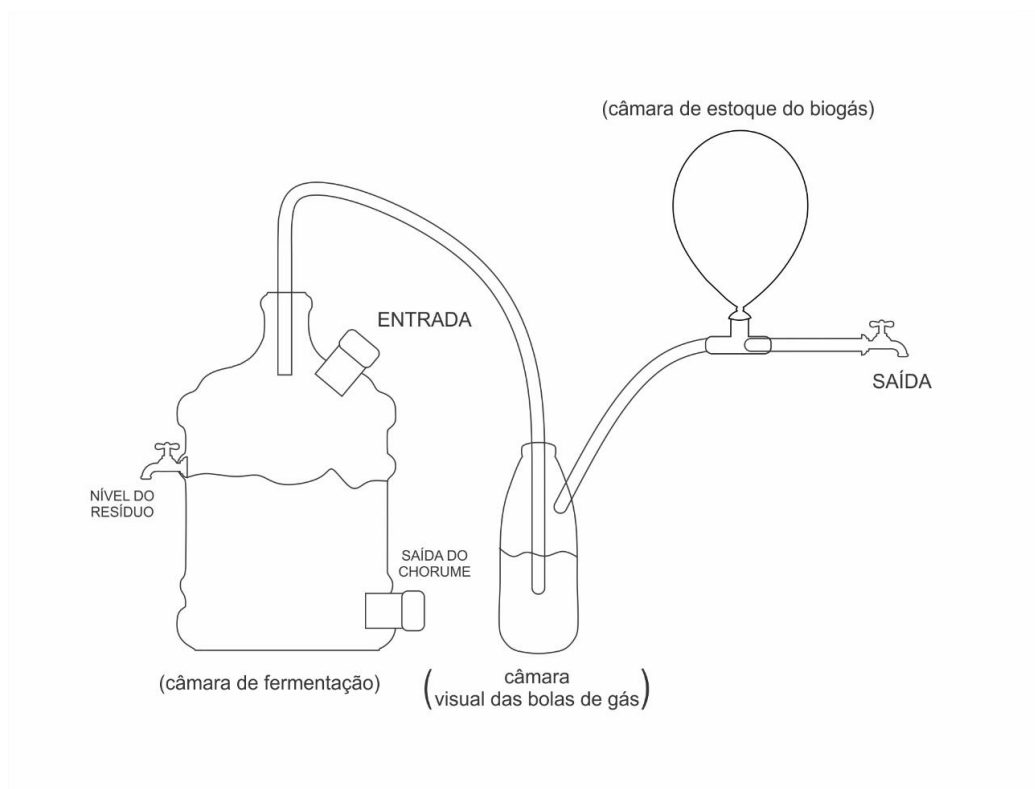 (câmara de estoque do biogás)
ENTRADA
SAÍDA
NÍVEL DO
RESÍDUO
SAÍDA DO
CHORUME
(câmara de fermentação)
(câmara
visual das bolas de gás)